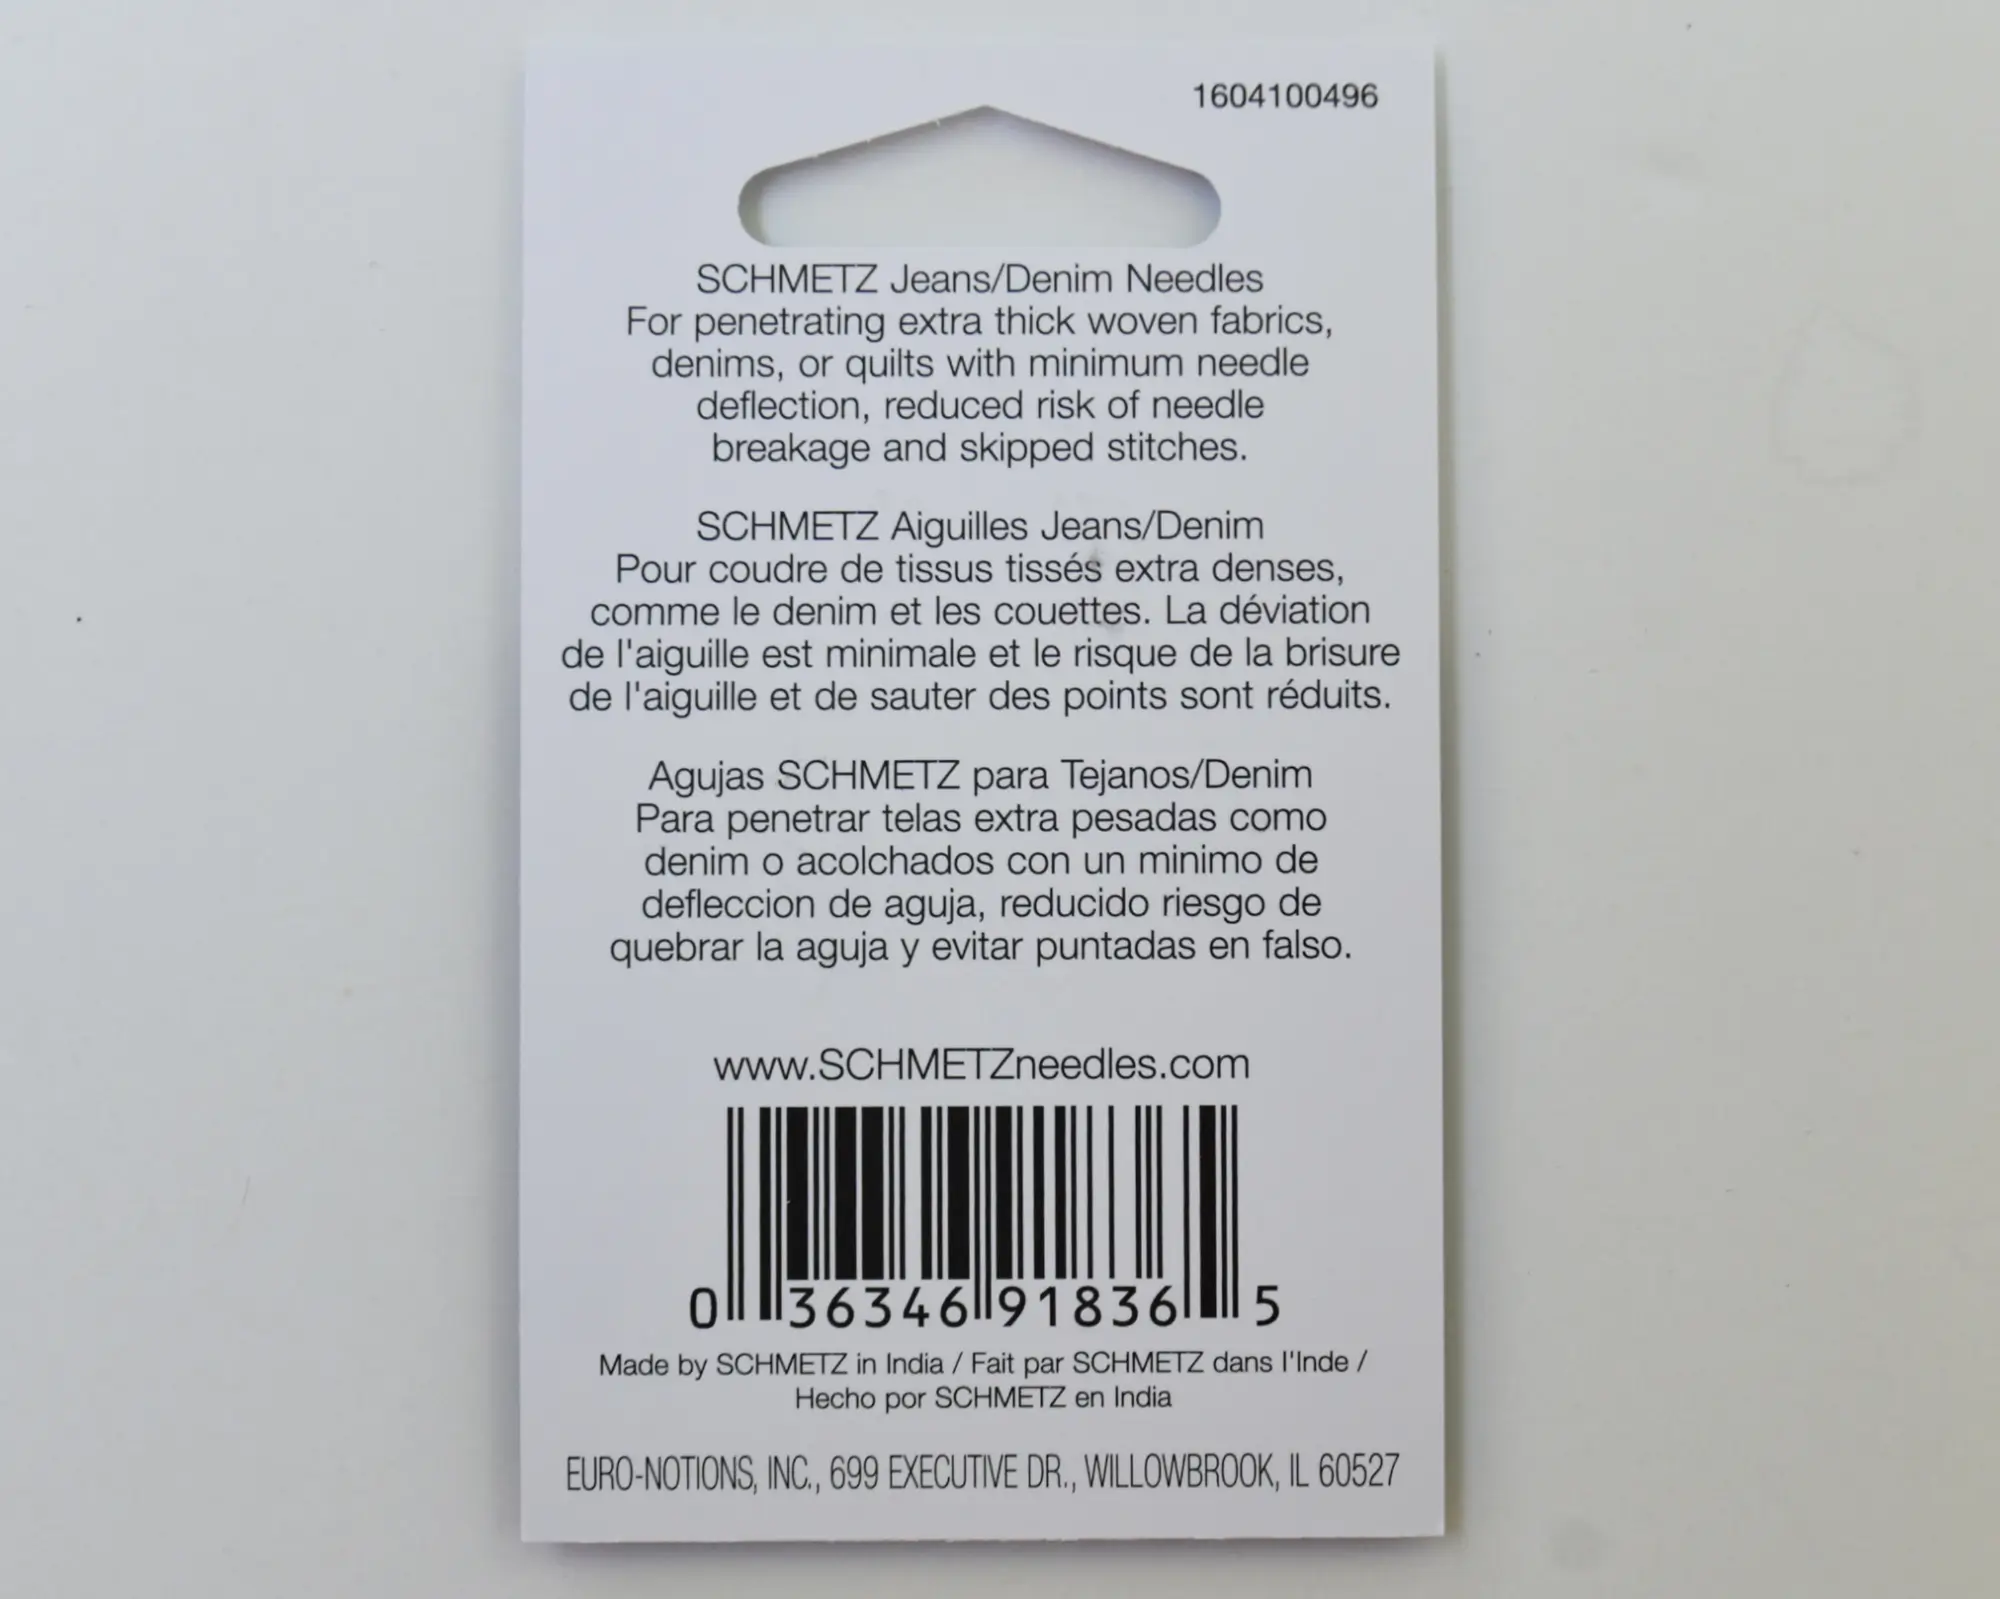 1604100496
SCHMETZ Jeans/Denim Needles
For penetrating extra thick woven fabrics,
denims, or quilts with minimum needle
deflection, reduced risk of needle
breakage and skipped stitches.
SCHMETZ Aiguilles Jeans/Denim
Pour coudre de tissus tissés extra denses,
comme le denim et les couettes. La déviation
de l'aiguille est minimale et le risque de la brisure
de l'aiguille et de sauter des points sont réduits.
Agujas SCHMETZ para Tejanos/Denim
Para penetrar telas extra pesadas como
denim o acolchados con un minimo de
defleccion de aguja, reducido riesgo de
quebrar la aguja y evitar puntadas en falso.
www.SCHMETZneedles.com
0 36346 91836 5
Made by SCHMETZ in India / Fait par SCHMETZ dans l'Inde /
Hecho por SCHMETZ en India
EURO-NOTIONS, INC., 699 EXECUTIVE DR., WILLOWBROOK, IL 60527